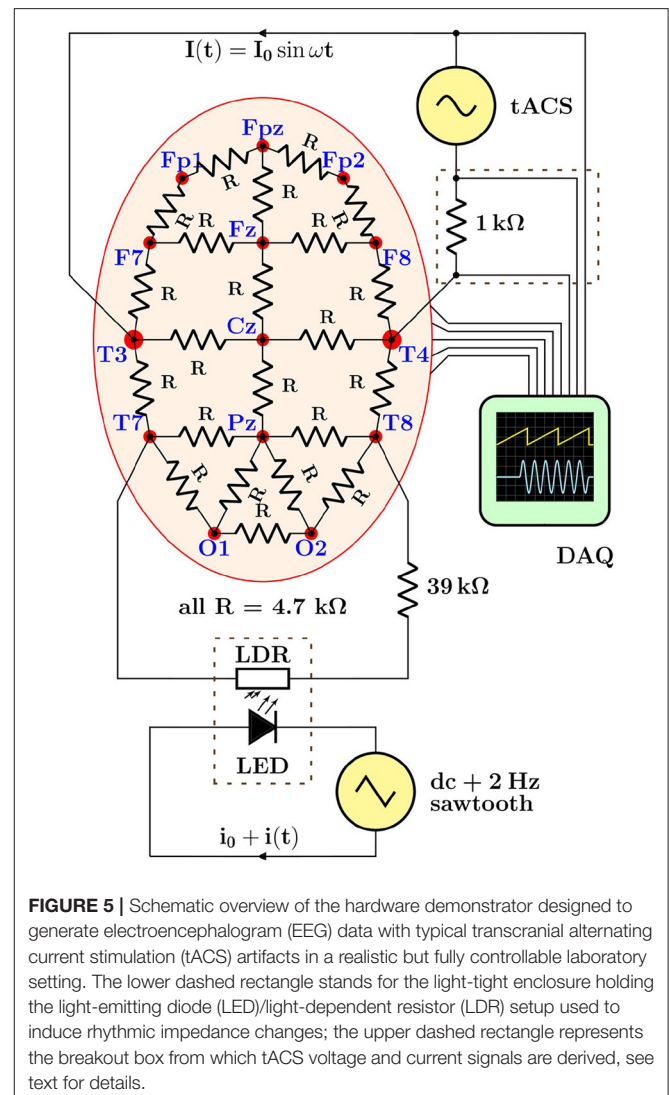 I(t) = I₀ sin ωt
tACS
Fpz
Fp1
Fp2
R
R
R
R
R
R
R
Fz
F7
F8
1 kΩ
R
R
R
Cz
T3
T4
R
R
R
R
R
R
R
T7
Pz
T8
R
R
R
R
R
O1
O2
DAQ
39 kΩ
all R = 4.7 kΩ
LDR
LED
dc + 2 Hz
sawtooth
i₀ + i(t)
FIGURE 5 | Schematic overview of the hardware demonstrator designed to
generate electroencephalogram (EEG) data with typical transcranial alternating
current stimulation (tACS) artifacts in a realistic but fully controllable laboratory
setting. The lower dashed rectangle stands for the light-tight enclosure holding
the light-emitting diode (LED)/light-dependent resistor (LDR) setup used to
induce rhythmic impedance changes; the upper dashed rectangle represents
the breakout box from which tACS voltage and current signals are derived, see
text for details.